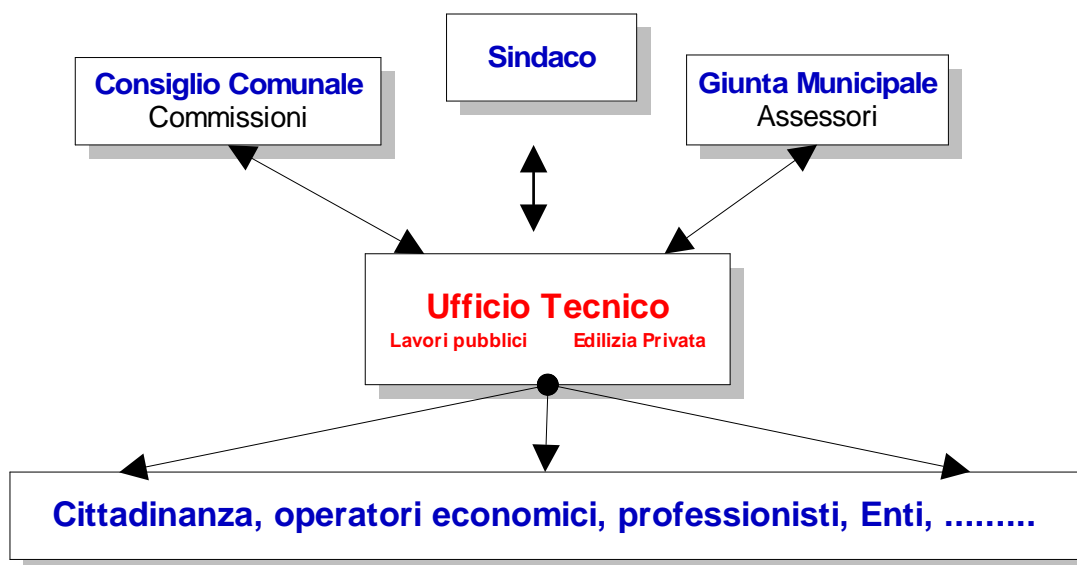 Sindaco
Consiglio Comunale
Commissioni
Giunta Municipale
Assessori
Ufficio Tecnico
Lavori pubblici Edilizia Privata
Cittadinanza, operatori economici, professionisti, Enti, .........